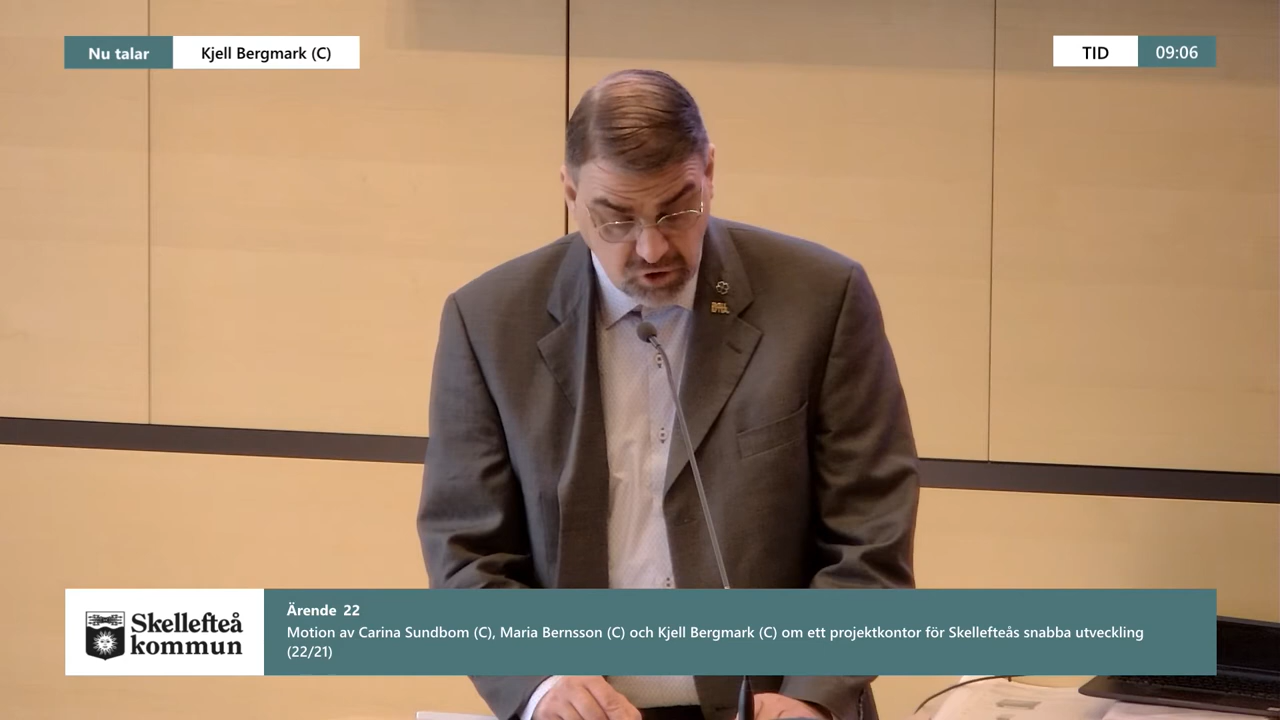 Nu talar Kjell Bergmark (C) TID 09:06
Ärende 22
Motion av Carina Sundbom (C), Maria Bernsson (C) och Kjell Bergmark (C) om ett projektkontor för Skellefteås snabba utveckling
(22/21)
Skellefteå
kommun